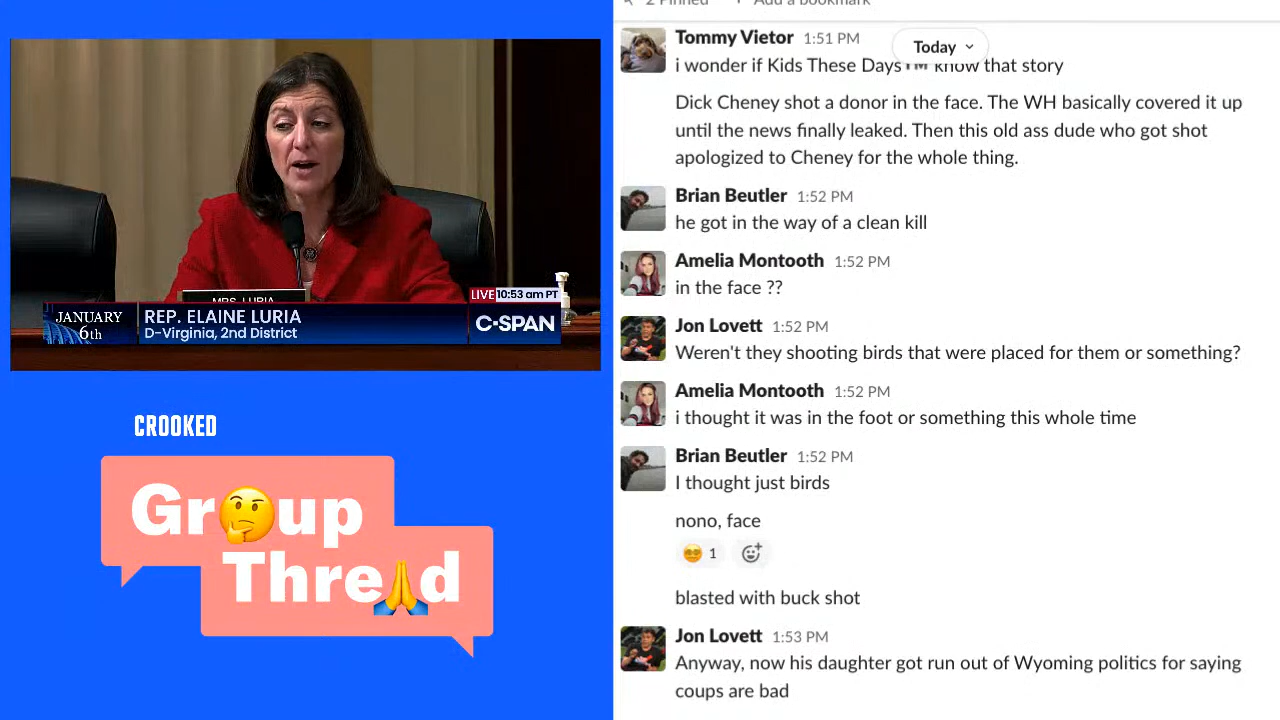 MRS. LURIA
LIVE 10:53 am PT
JANUARY
6th
REP. ELAINE LURIA
D-Virginia, 2nd District
C-SPAN
CROOKED
Gr🤔up
Thre🙏d
2 Pinned + Add a bookmark
Tommy Vietor 1:51 PM
Today
i wonder if Kids These Days know that story
Dick Cheney shot a donor in the face. The WH basically covered it up
until the news finally leaked. Then this old ass dude who got shot
apologized to Cheney for the whole thing.
Brian Beutler 1:52 PM
he got in the way of a clean kill
Amelia Montooth 1:52 PM
in the face ??
Jon Lovett 1:52 PM
Weren't they shooting birds that were placed for them or something?
Amelia Montooth 1:52 PM
i thought it was in the foot or something this whole time
Brian Beutler 1:52 PM
I thought just birds
nono, face
1
blasted with buck shot
Jon Lovett 1:53 PM
Anyway, now his daughter got run out of Wyoming politics for saying
coups are bad